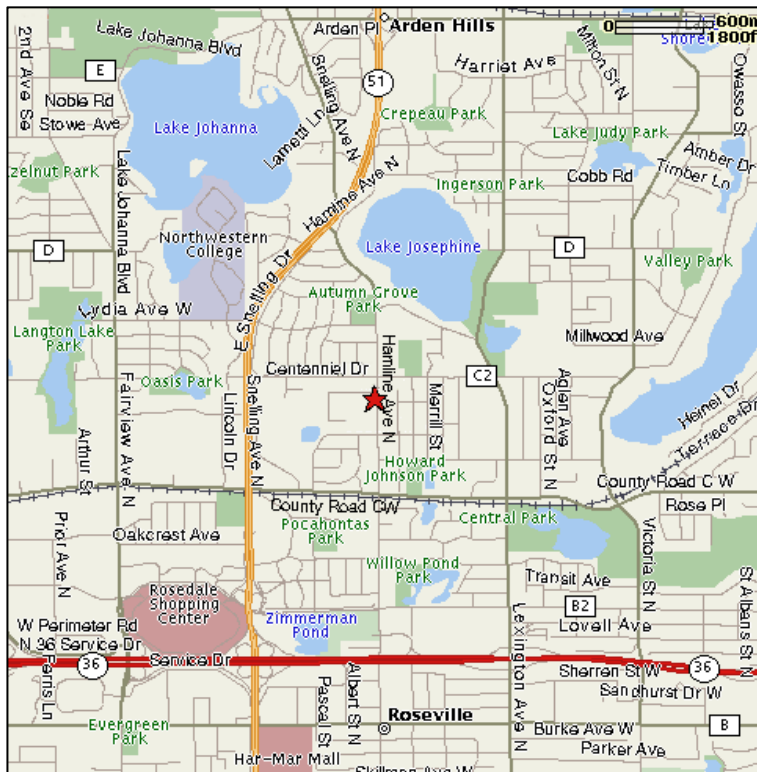 Arden Pl
Arden Hills
0
600m
1800f
Shore
2nd Ave Se
Lake Johanna Blvd
E
51
Harriet Ave
Milton St N
Owasso St
Noble Rd
Stowe Ave
Lake Johanna
Lametti Ln
Snelling Ave N
Crepeau Park
Lake Judy Park
Amber Dr
Timber Ln
Cobb Rd
azelnut Park
Ingerson Park
Hamline Ave N
Lake Johanna Blvd
Northwestern
College
D
Lake Josephine
D
Valley Park
E Snelling Dr
Autumn Grove
Park
Lydia Ave W
Langton Lake
Park
Millwood Ave
Centenniel Dr
Hamline Ave N
C2
Oasis Park
Fairview Ave N
Lincoln Dr
Snelling Ave N
Merrill St
Aglen Ave
Oxford St N
Hemel Dr
Terrace Dr
Arthur St
Howard
Johnson Park
County Road C W
County Road CW
Rose Pl
Pocahontas
Park
Central Park
Oakcrest Ave
Prior Ave N
Victoria St N
Willow Pond
Park
Transit Ave
St Albans St N
Rosedale
Shopping
Center
B2
Lovell Ave
W Perimeter Rd
N 36 Service Dr
Zimmerman
Pond
Lexington Ave N
36
Service Dr
Sherren St W
36
Ferris Ln
Sandhurst Dr W
Pascal St
Albert St N
Roseville
Evergreen
Park
Burke Ave W
B
Parker Ave
Har-Mar Mall
Skillman Ave W